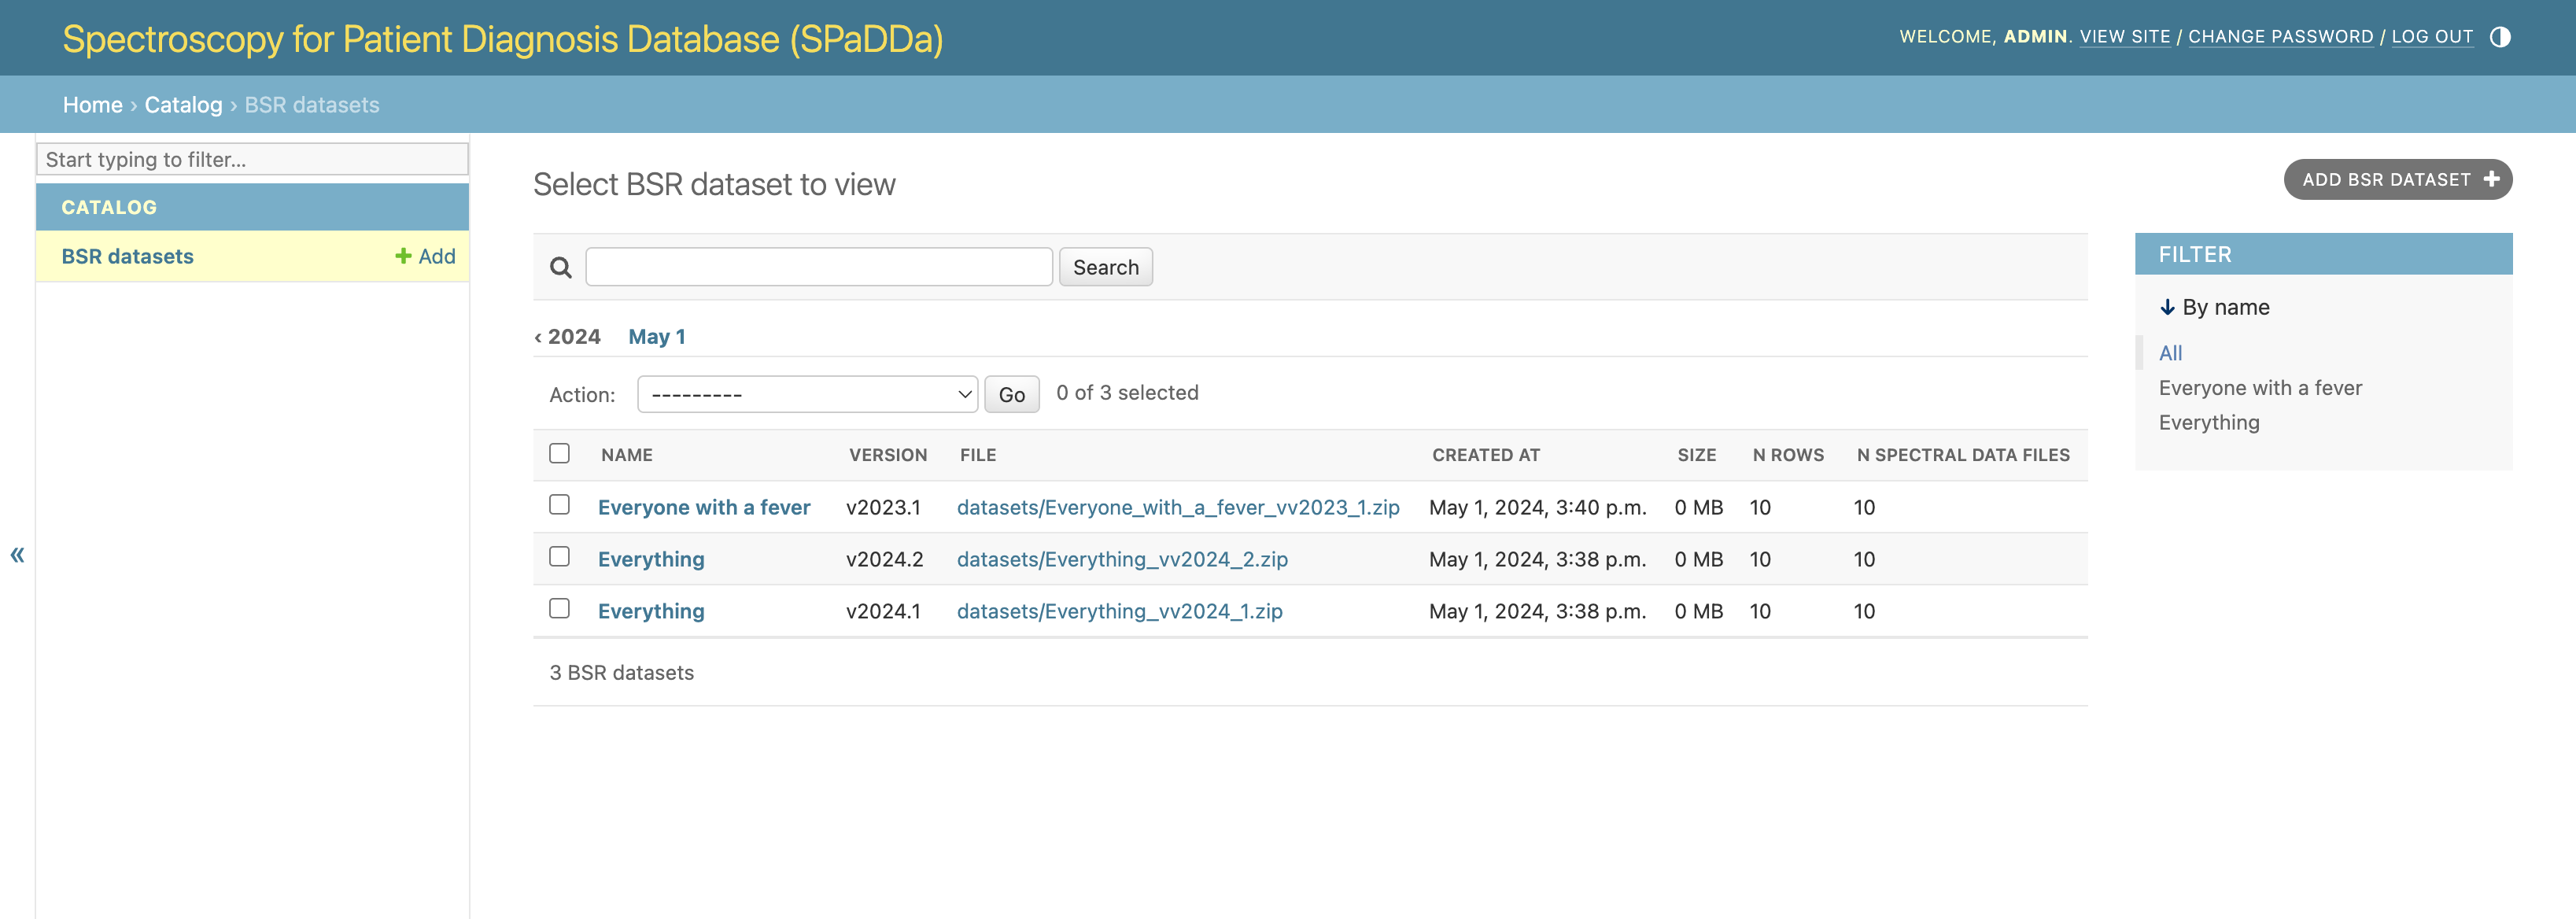 Spectroscopy for Patient Diagnosis Database (SPaDDa)
WELCOME, ADMIN. VIEW SITE / CHANGE PASSWORD / LOG OUT
Home › Catalog › BSR datasets
Start typing to filter...
CATALOG
BSR datasets + Add
«
Select BSR dataset to view
ADD BSR DATASET +
Search
‹ 2024 May 1
Action: --------- Go 0 of 3 selected
NAME VERSION FILE CREATED AT SIZE N ROWS N SPECTRAL DATA FILES
Everyone with a fever v2023.1 datasets/Everyone_with_a_fever_vv2023_1.zip May 1, 2024, 3:40 p.m. 0 MB 10 10
Everything v2024.2 datasets/Everything_vv2024_2.zip May 1, 2024, 3:38 p.m. 0 MB 10 10
Everything v2024.1 datasets/Everything_vv2024_1.zip May 1, 2024, 3:38 p.m. 0 MB 10 10
3 BSR datasets
FILTER
↓ By name
All
Everyone with a fever
Everything